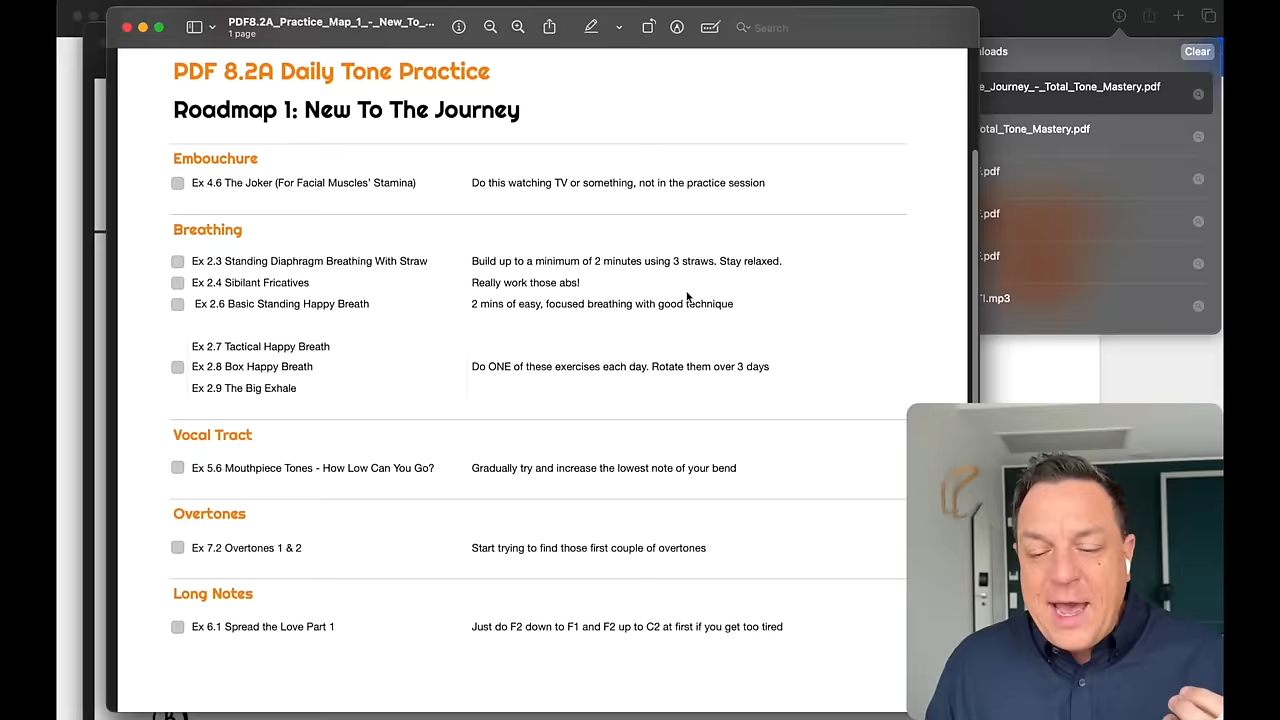 PDF8.2A_Practice_Map_1_-_New_To_...
1 page
Search
PDF 8.2A Daily Tone Practice
Roadmap 1: New To The Journey
Embouchure
Ex 4.6 The Joker (For Facial Muscles' Stamina) Do this watching TV or something, not in the practice session
Breathing
Ex 2.3 Standing Diaphragm Breathing With Straw Build up to a minimum of 2 minutes using 3 straws. Stay relaxed.
Ex 2.4 Sibilant Fricatives Really work those abs!
Ex 2.6 Basic Standing Happy Breath 2 mins of easy, focused breathing with good technique
Ex 2.7 Tactical Happy Breath
Ex 2.8 Box Happy Breath Do ONE of these exercises each day. Rotate them over 3 days
Ex 2.9 The Big Exhale
Vocal Tract
Ex 5.6 Mouthpiece Tones - How Low Can You Go? Gradually try and increase the lowest note of your bend
Overtones
Ex 7.2 Overtones 1 & 2 Start trying to find those first couple of overtones
Long Notes
Ex 6.1 Spread the Love Part 1 Just do F2 down to F1 and F2 up to C2 at first if you get too tired
nloads
Clear
e_Journey_-_Total_Tone_Mastery.pdf
otal_Tone_Mastery.pdf
.pdf
.pdf
.pdf
I.mp3